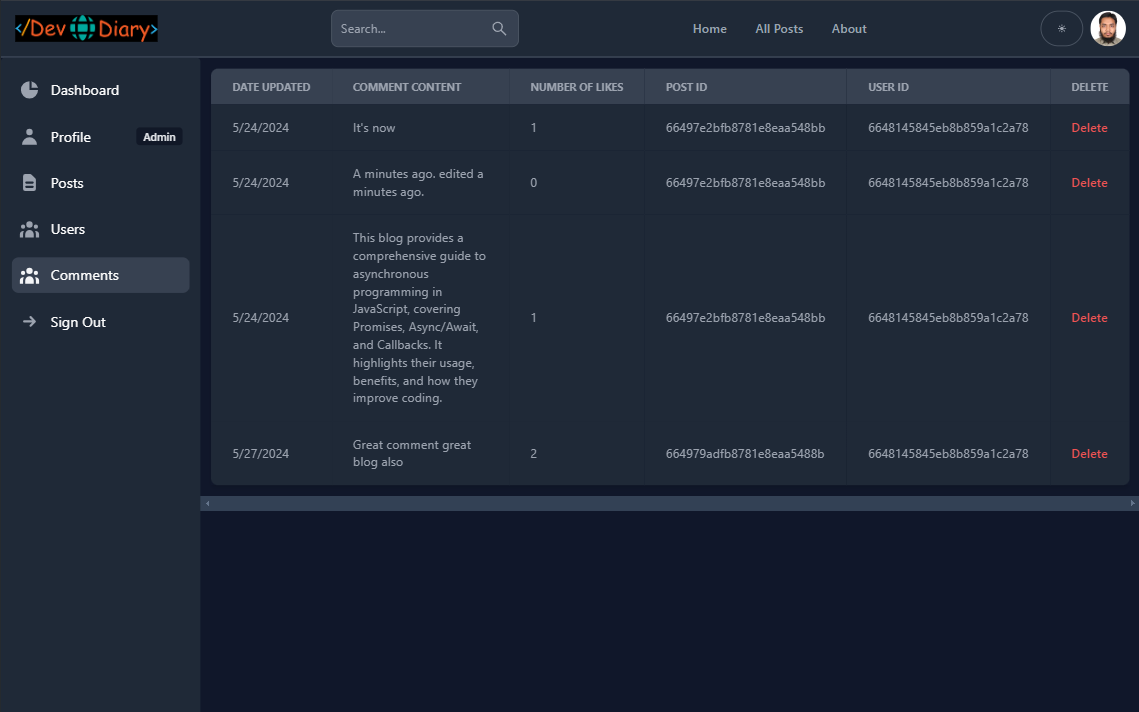 </Dev Diary>
Search...
Home All Posts About
Dashboard
Profile Admin
Posts
Users
Comments
Sign Out
DATE UPDATED COMMENT CONTENT NUMBER OF LIKES POST ID USER ID DELETE
5/24/2024 It's now 1 66497e2bfb8781e8eaa548bb 6648145845eb8b859a1c2a78 Delete
5/24/2024 A minutes ago. edited a
minutes ago. 0 66497e2bfb8781e8eaa548bb 6648145845eb8b859a1c2a78 Delete
5/24/2024 This blog provides a
comprehensive guide to
asynchronous
programming in
JavaScript, covering
Promises, Async/Await,
and Callbacks. It
highlights their usage,
benefits, and how they
improve coding. 1 66497e2bfb8781e8eaa548bb 6648145845eb8b859a1c2a78 Delete
5/27/2024 Great comment great
blog also 2 664979adfb8781e8eaa5488b 6648145845eb8b859a1c2a78 Delete